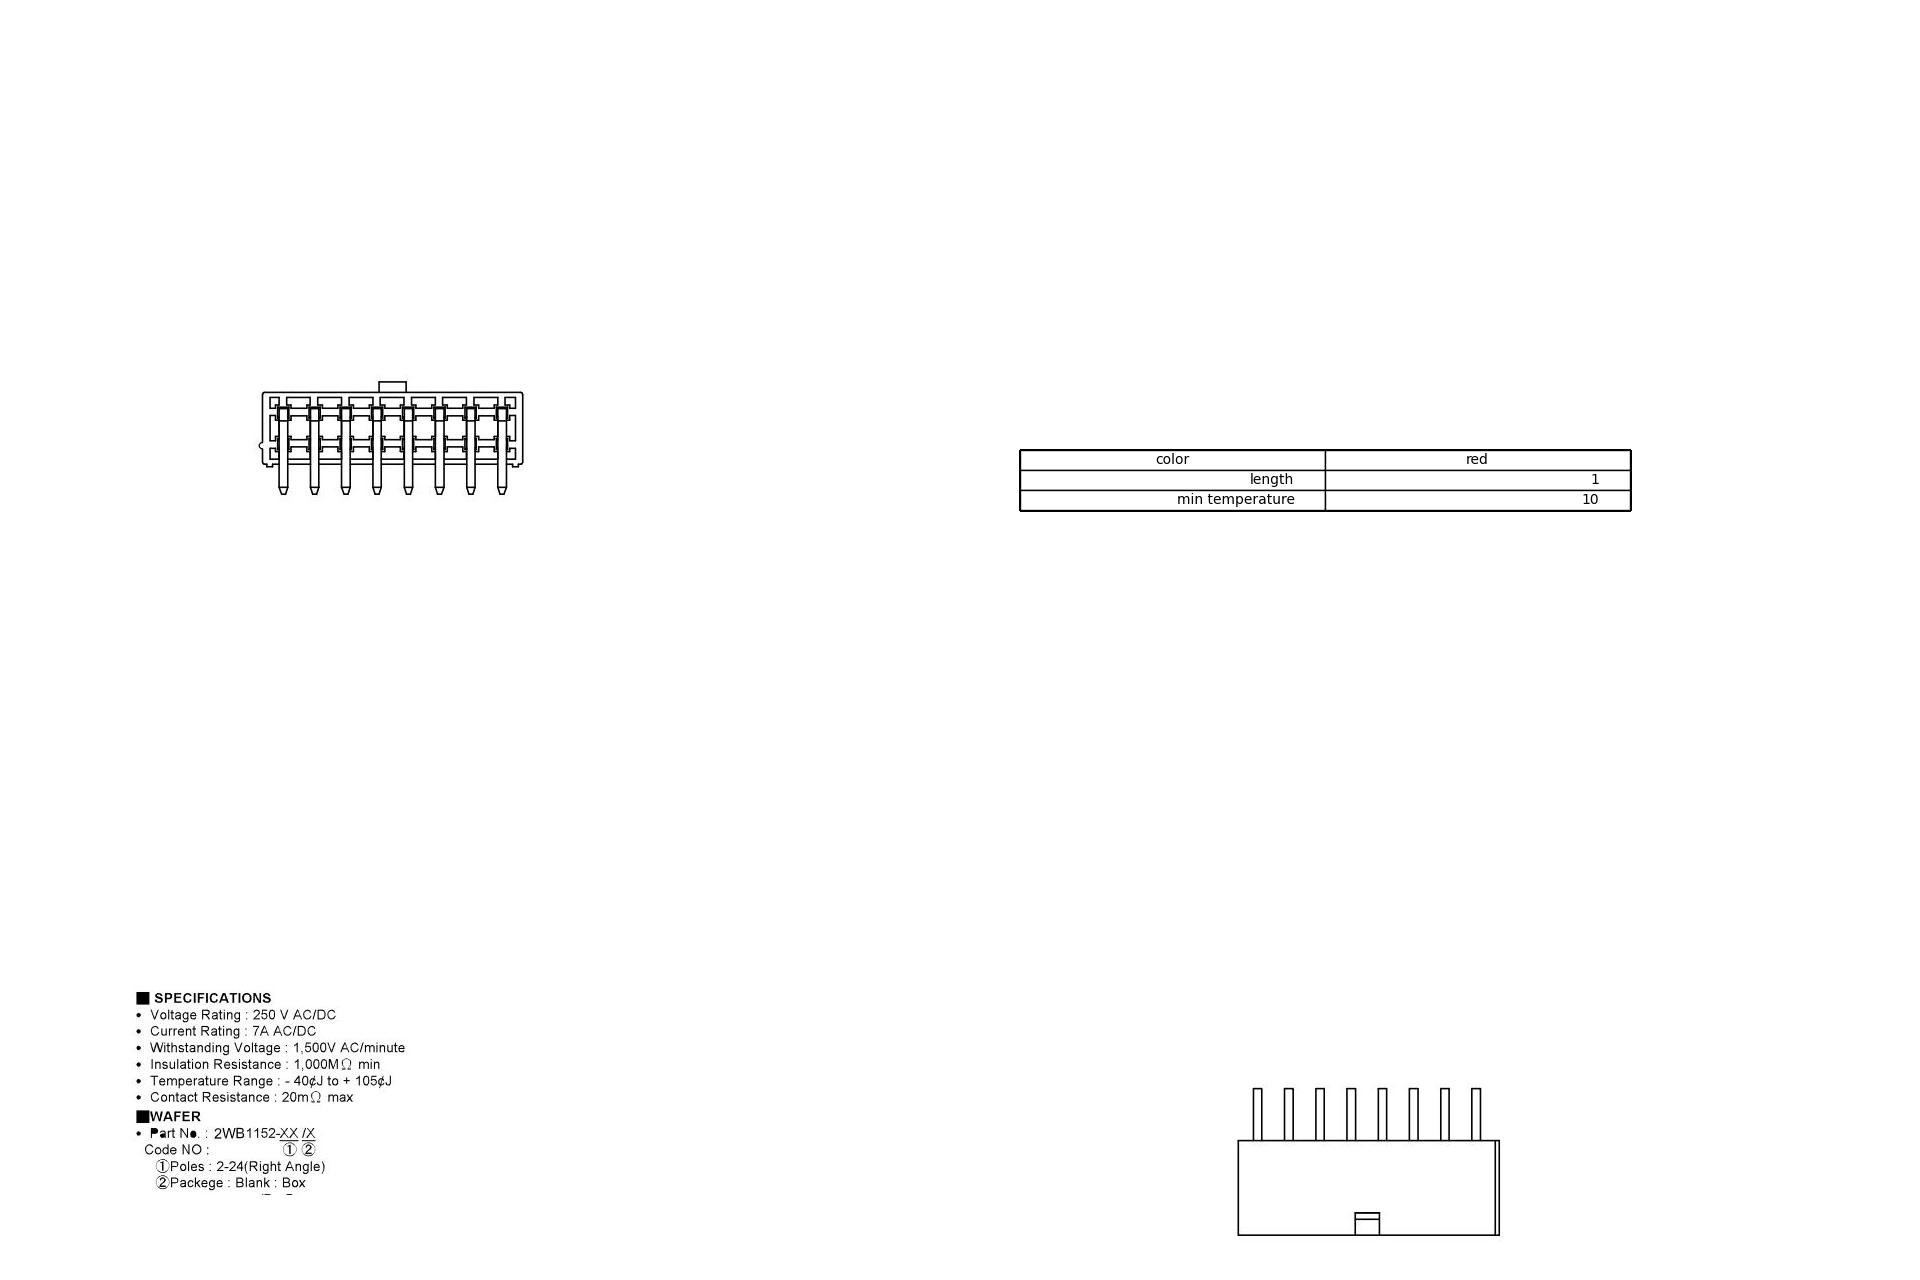 color red
length 1
min temperature 10
■ SPECIFICATIONS
• Voltage Rating : 250 V AC/DC
• Current Rating : 7A AC/DC
• Withstanding Voltage : 1,500V AC/minute
• Insulation Resistance : 1,000MΩ min
• Temperature Range : - 40¢J to + 105¢J
• Contact Resistance : 20mΩ max
■WAFER
• Part No. : 2WB1152-XX /X
Code NO : ① ②
①Poles : 2-24(Right Angle)
②Packege : Blank : Box